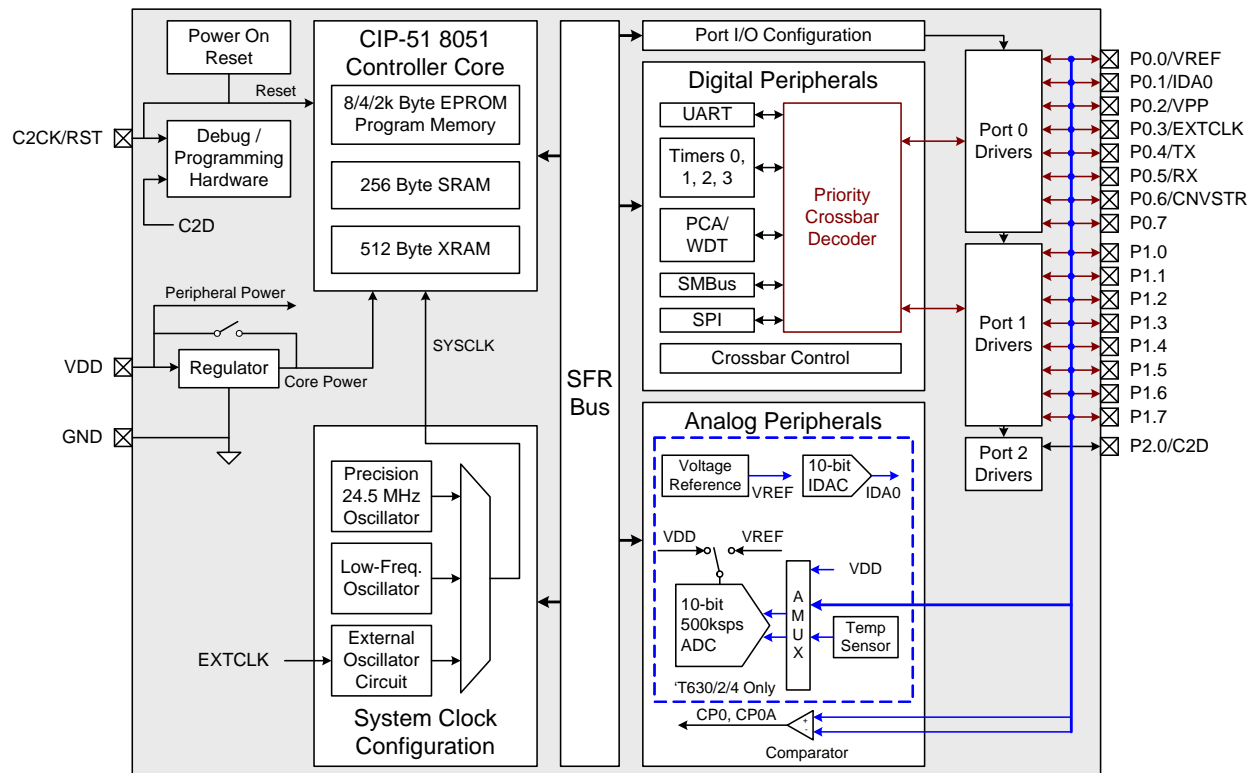 Power On
Reset
Reset
C2CK/RST
Debug /
Programming
Hardware
C2D
CIP-51 8051
Controller Core
8/4/2k Byte EPROM
Program Memory
256 Byte SRAM
512 Byte XRAM
Peripheral Power
VDD
Regulator
Core Power
GND
SYSCLK
Precision
24.5 MHz
Oscillator
Low-Freq.
Oscillator
EXTCLK
External
Oscillator
Circuit
System Clock
Configuration
SFR
Bus
Port I/O Configuration
Digital Peripherals
UART
Timers 0,
1, 2, 3
PCA/
WDT
SMBus
SPI
Priority
Crossbar
Decoder
Crossbar Control
Analog Peripherals
Voltage
Reference
VREF
10-bit
IDAC
IDA0
VDD
VREF
VDD
10-bit
500ksps
ADC
A
M
U
X
Temp
Sensor
'T630/2/4 Only
CP0, CP0A
+
-
Comparator
Port 0
Drivers
Port 1
Drivers
Port 2
Drivers
P0.0/VREF
P0.1/IDA0
P0.2/VPP
P0.3/EXTCLK
P0.4/TX
P0.5/RX
P0.6/CNVSTR
P0.7
P1.0
P1.1
P1.2
P1.3
P1.4
P1.5
P1.6
P1.7
P2.0/C2D